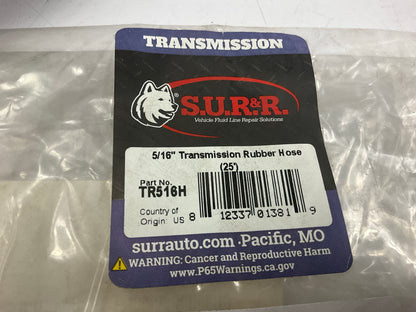 TRANSMISSION
S.U.R.&R.
Vehicle Fluid Line Repair Solutions
5/16" Transmission Rubber Hose
(25')
Part No.
TR516H
Country of
Origin: US
8 12337 01381 9
surrauto.com · Pacific, MO
WARNING: Cancer and Reproductive Harm
www.P65Warnings.ca.gov